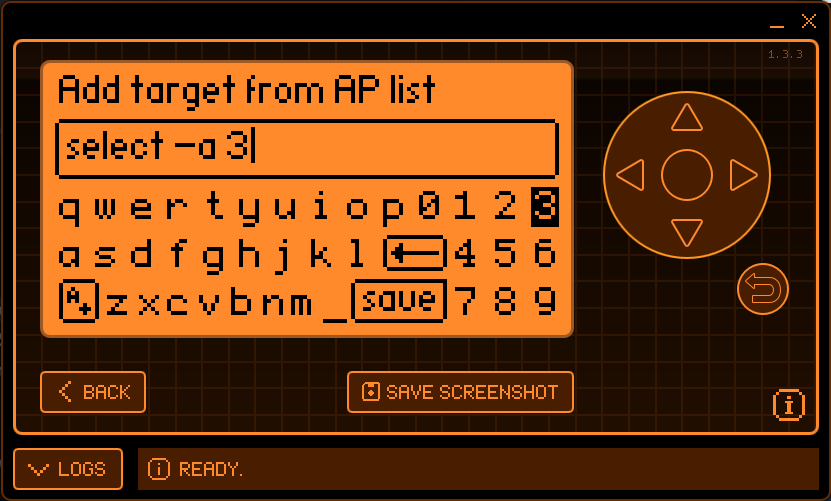 1.3.3
Add target from AP list
select -a 3
q w e r t y u i o p 0 1 2 3
a s d f g h j k l 4 5 6
A+ z x c v b n m _ save 7 8 9
BACK
SAVE SCREENSHOT
LOGS
READY.